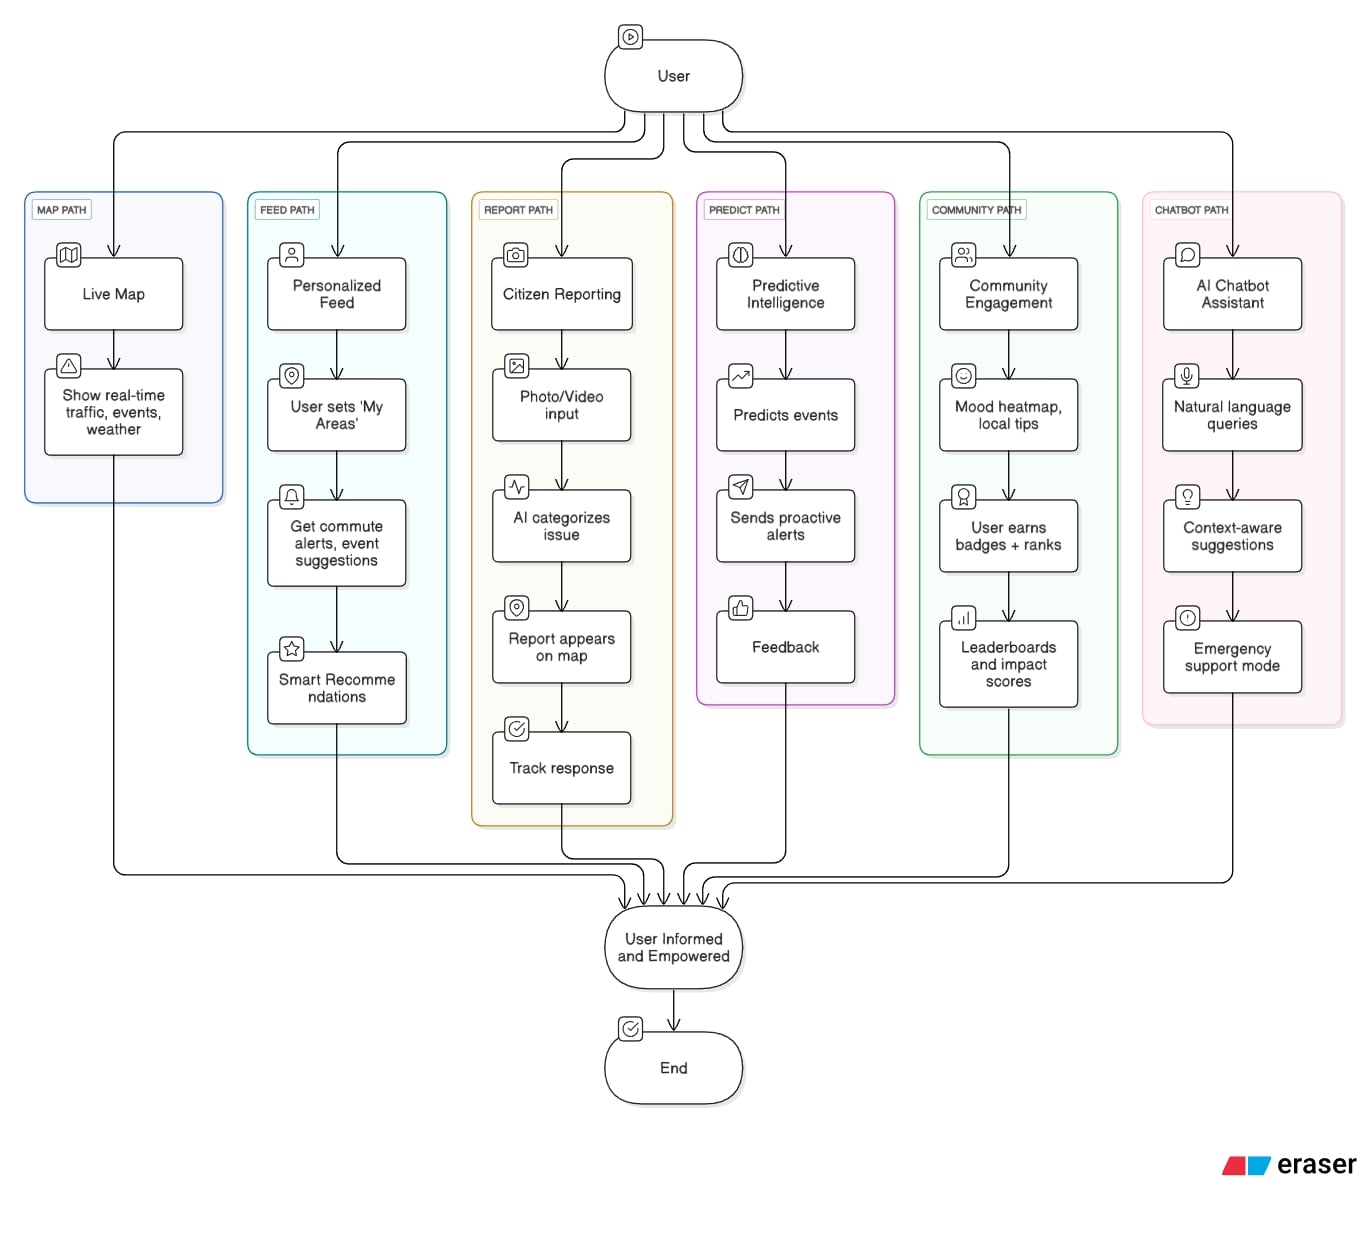 User
MAP PATH
Live Map
Show real-time
traffic, events,
weather
FEED PATH
Personalized
Feed
User sets 'My
Areas'
Get commute
alerts, event
suggestions
Smart Recomme
ndations
REPORT PATH
Citizen Reporting
Photo/Video
input
AI categorizes
issue
Report appears
on map
Track response
PREDICT PATH
Predictive
Intelligence
Predicts events
Sends proactive
alerts
Feedback
COMMUNITY PATH
Community
Engagement
Mood heatmap,
local tips
User earns
badges + ranks
Leaderboards
and impact
scores
CHATBOT PATH
AI Chatbot
Assistant
Natural language
queries
Context-aware
suggestions
Emergency
support mode
User Informed
and Empowered
End
eraser